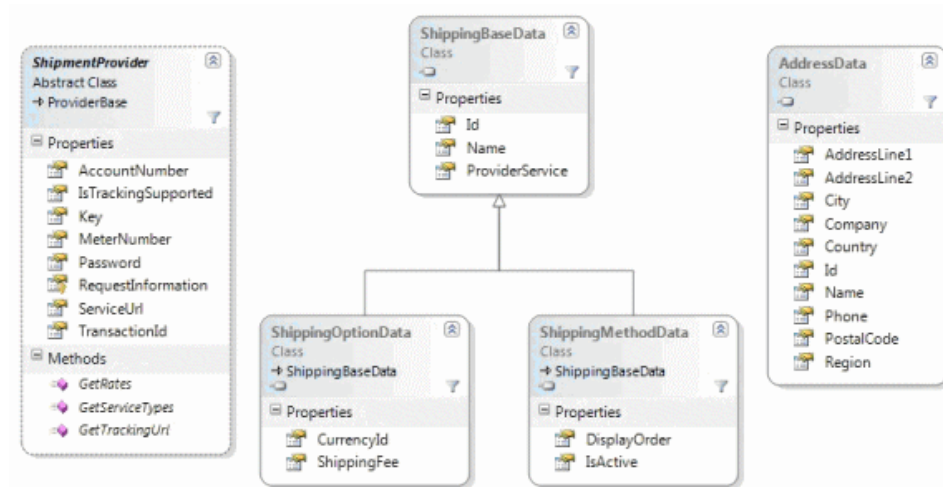 ShipmentProvider
Abstract Class
ProviderBase
Properties
AccountNumber
IsTrackingSupported
Key
MeterNumber
Password
RequestInformation
ServiceUrl
TransactionId
Methods
GetRates
GetServiceTypes
GetTrackingUrl
ShippingBaseData
Class
Properties
Id
Name
ProviderService
ShippingOptionData
Class
ShippingBaseData
Properties
CurrencyId
ShippingFee
ShippingMethodData
Class
ShippingBaseData
Properties
DisplayOrder
IsActive
AddressData
Class
Properties
AddressLine1
AddressLine2
City
Company
Country
Id
Name
Phone
PostalCode
Region